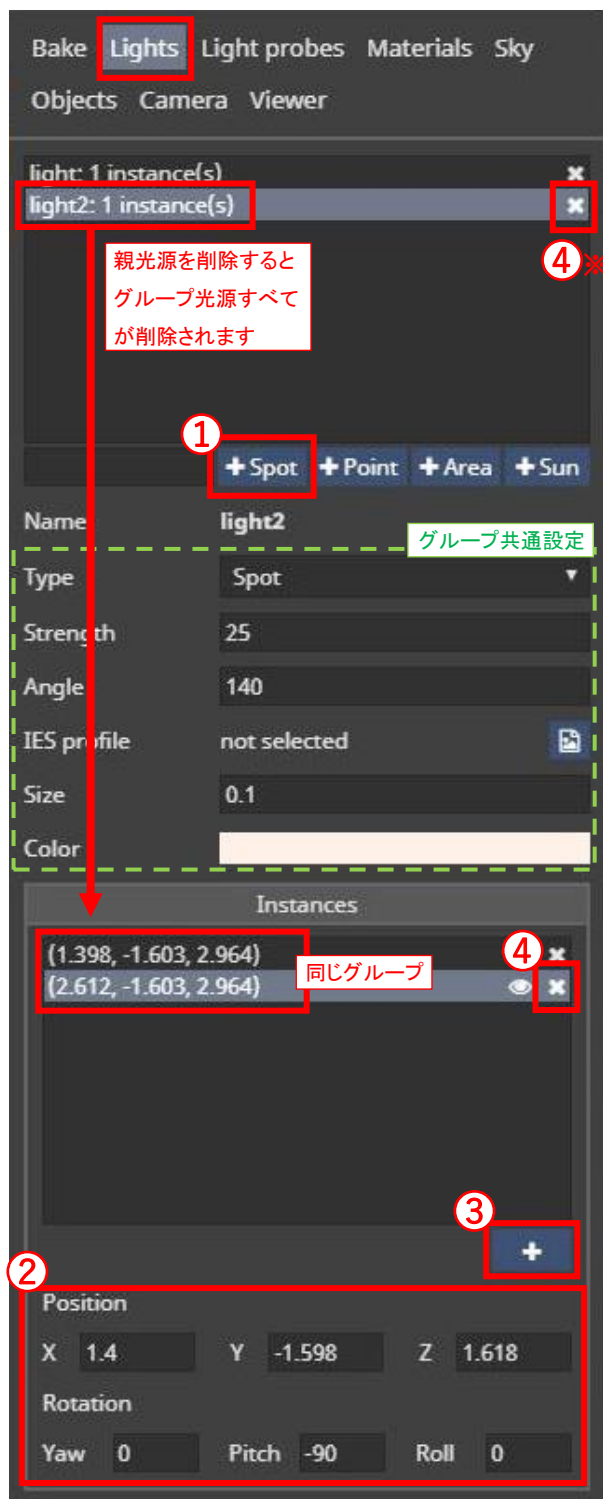 Bake Lights Light probes Materials Sky
Objects Camera Viewer
light: 1 instance(s)
light2: 1 instance(s)
④※
親光源を削除すると
グループ光源すべて
が削除されます
①
Spot Point Area Sun
Name light2
グループ共通設定
Type Spot
Strength 25
Angle 140
IES profile not selected
Size 0.1
Color
Instances
④
(1.398, -1.603, 2.964)
同じグループ
(2.612, -1.603, 2.964)
③
②
Position
X 1.4 Y -1.598 Z 1.618
Rotation
Yaw 0 Pitch -90 Roll 0